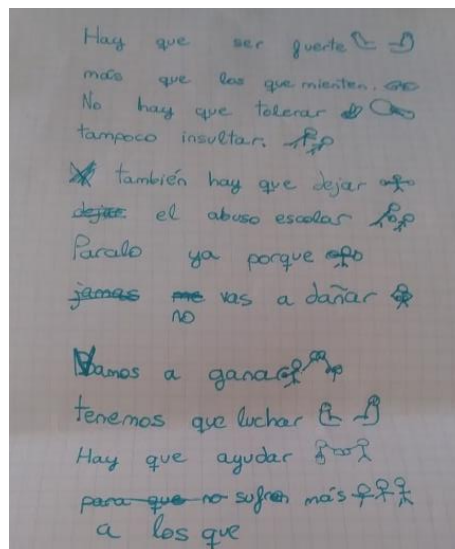 Hay que ser fuerte
más que los que mienten.
No hay que tolerar
tampoco insultar.
también hay que dejar
dejar el abuso escolar
Paralo ya porque
jamas me vas a dañar
no
Vamos a ganar
tenemos que luchar
Hay que ayudar
para que no sufren más
a los que